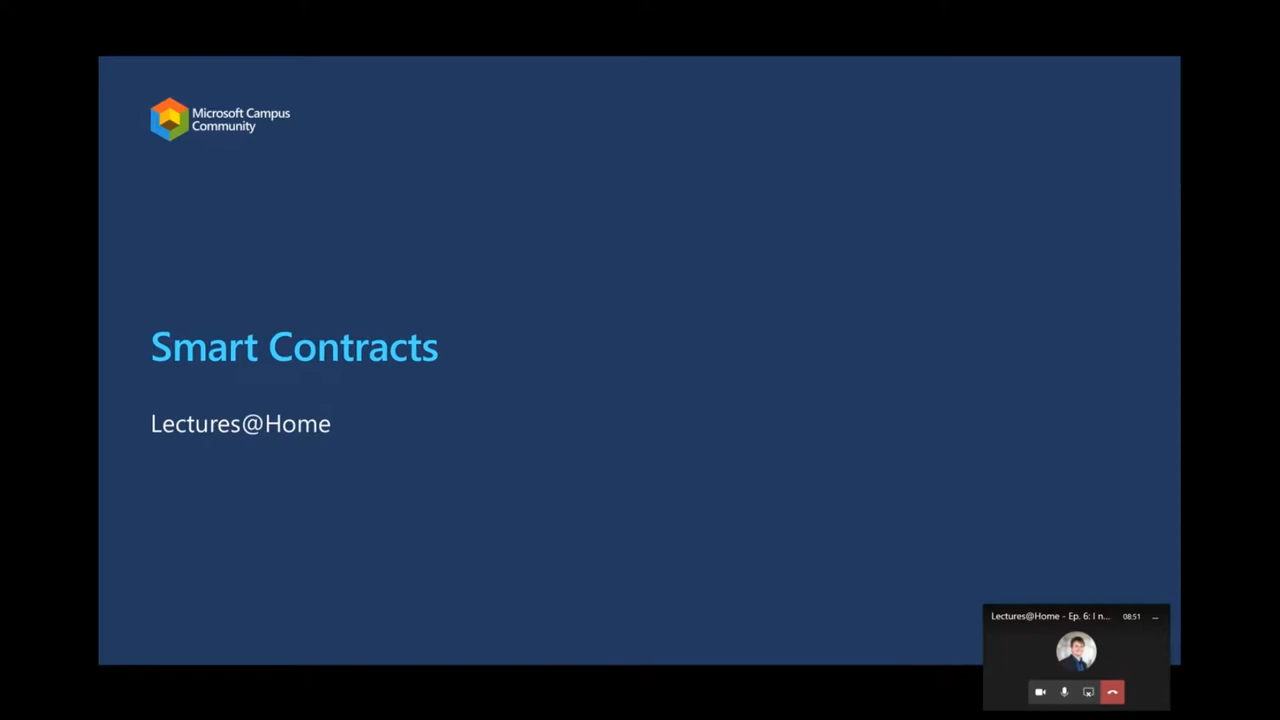 Microsoft Campus
Community
Smart Contracts
Lectures@Home
Lectures@Home - Ep. 6: I n... 08:51